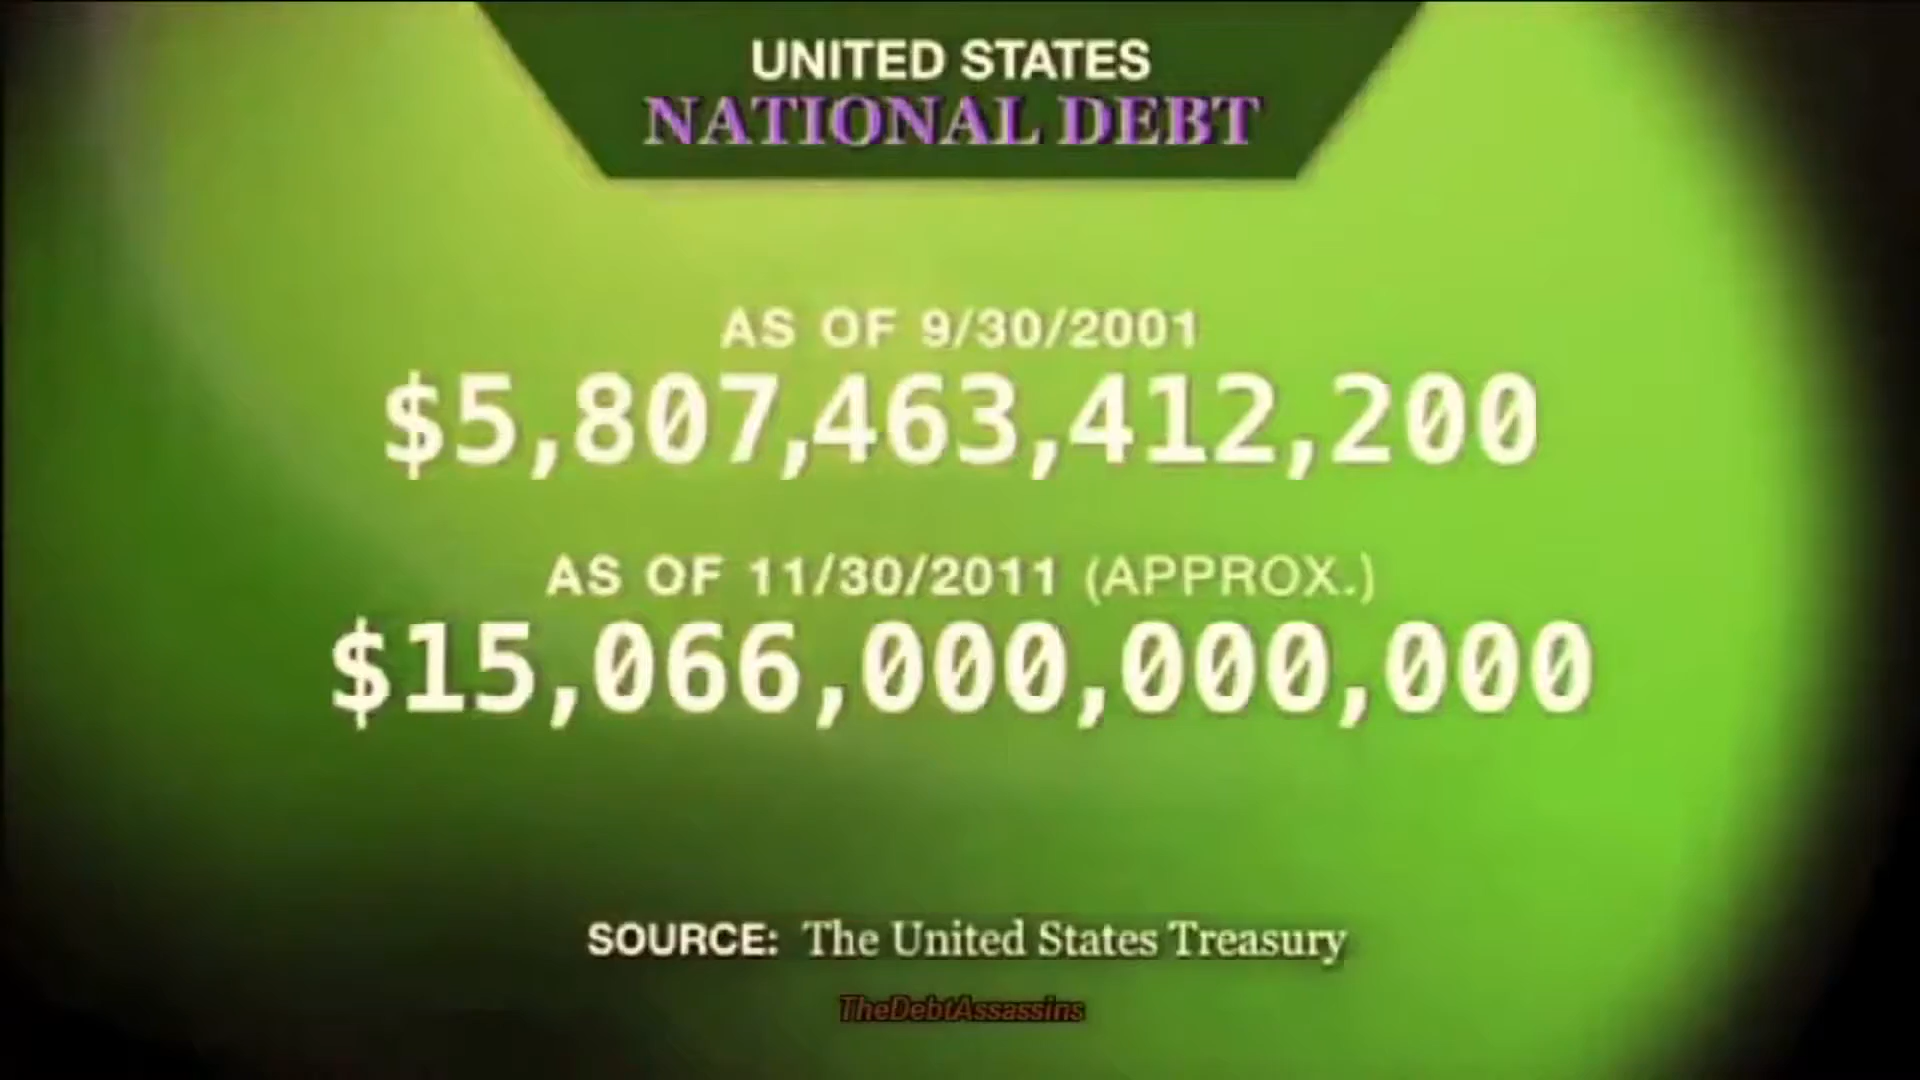 UNITED STATES
NATIONAL DEBT
AS OF 9/30/2001
$5,807,463,412,200
AS OF 11/30/2011 (APPROX.)
$15,066,000,000,000
SOURCE: The United States Treasury
TheDebtAssassins